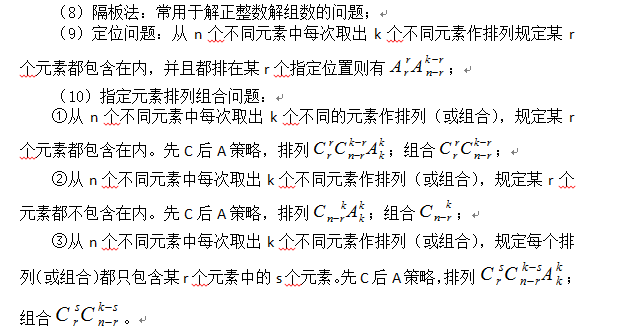 （8）隔板法：常用于解正整数解组数的问题；
（9）定位问题：从 n 个不同元素中每次取出 k 个不同元素作排列规定某 r
个元素都包含在内，并且都排在某 r 个指定位置则有 $A_r^r A_{n-r}^{k-r}$；
（10）指定元素排列组合问题：
①从 n 个不同元素中每次取出 k 个不同的元素作排列（或组合），规定某 r
个元素都包含在内。先 C 后 A 策略，排列 $C_r^r C_{n-r}^{k-r} A_k^k$；组合 $C_r^r C_{n-r}^{k-r}$；
②从 n 个不同元素中每次取出 k 个不同元素作排列（或组合），规定某 r 个
元素都不包含在内。先 C 后 A 策略，排列 $C_{n-r}^k A_k^k$；组合 $C_{n-r}^k$；
③从 n 个不同元素中每次取出 k 个不同元素作排列（或组合），规定每个排
列(或组合)都只包含某 r 个元素中的 s 个元素。先 C 后 A 策略，排列 $C_r^s C_{n-r}^{k-s} A_k^k$；
组合 $C_r^s C_{n-r}^{k-s}$。